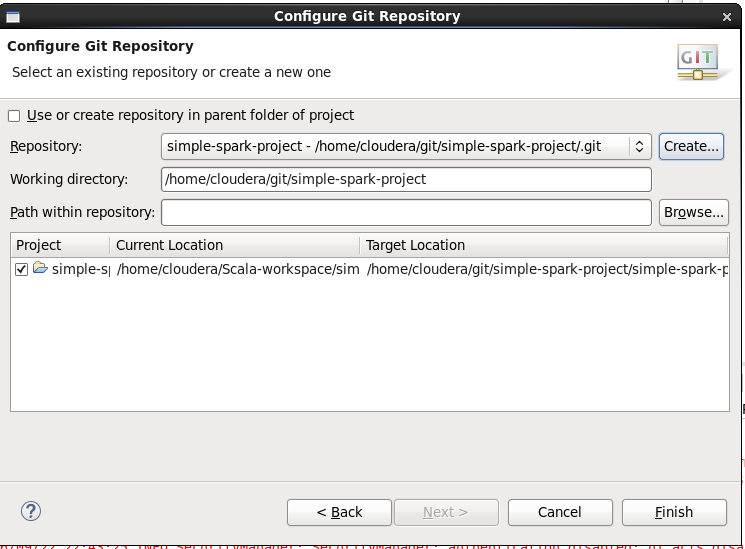 Configure Git Repository
Configure Git Repository
Select an existing repository or create a new one
GIT
Use or create repository in parent folder of project
Repository: simple-spark-project - /home/cloudera/git/simple-spark-project/.git Create...
Working directory: /home/cloudera/git/simple-spark-project
Path within repository: Browse...
Project Current Location Target Location
simple-sp /home/cloudera/Scala-workspace/sim /home/cloudera/git/simple-spark-project/simple-spark-p
< Back Next > Cancel Finish